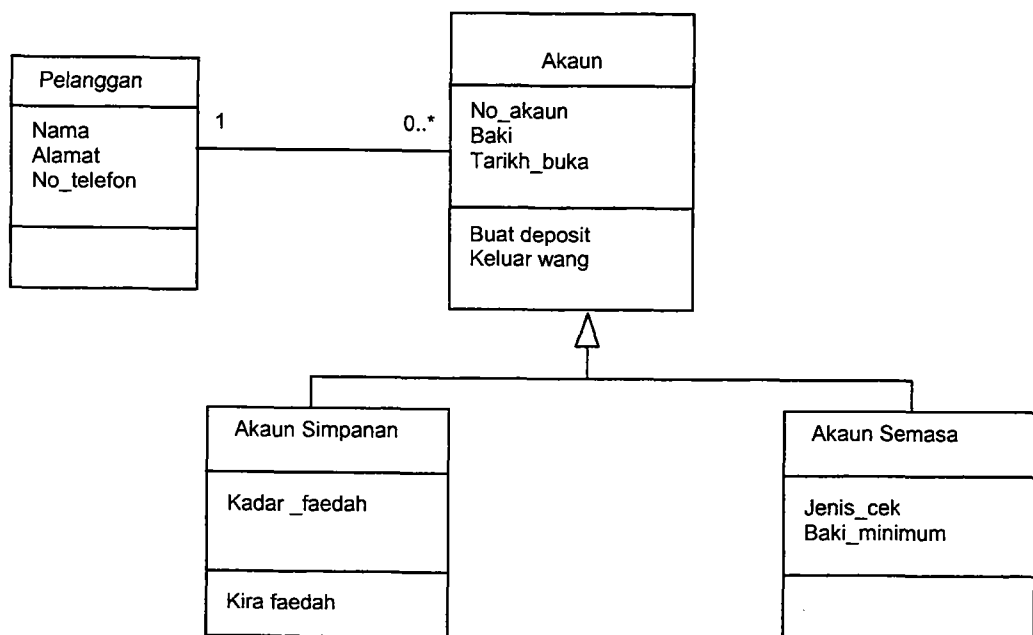 Pelanggan
Nama
Alamat
No_telefon
1
0..*
Akaun
No_akaun
Baki
Tarikh_buka
Buat deposit
Keluar wang
Akaun Simpanan
Kadar _faedah
Kira faedah
Akaun Semasa
Jenis_cek
Baki_minimum